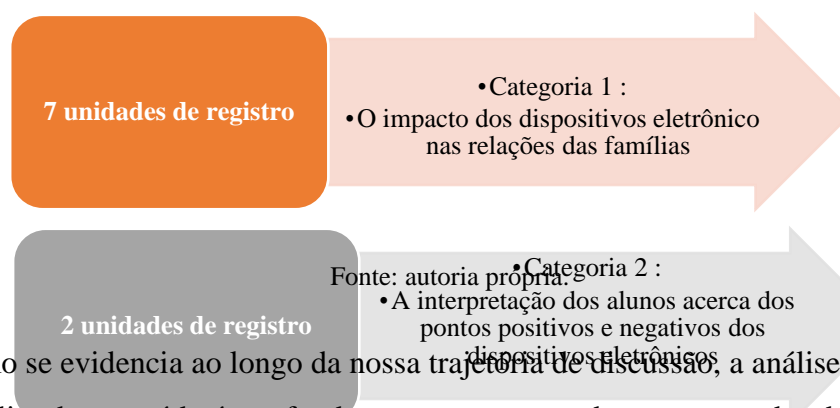 7 unidades de registro
•Categoria 1 :
•O impacto dos dispositivos eletrônico
nas relações das famílias
Fonte: autoria própria.
•Categoria 2 :
2 unidades de registro
•A interpretação dos alunos acerca dos
pontos positivos e negativos dos
dispositivos eletrônicos
o se evidencia ao longo da nossa trajetória de discussão, a análise